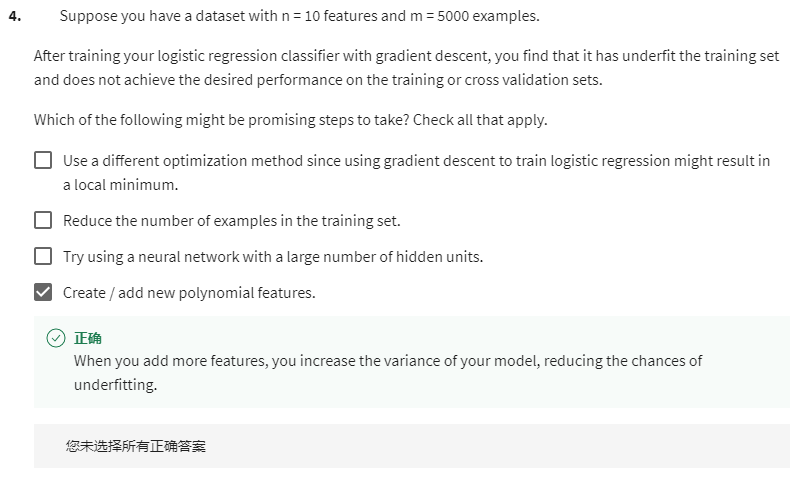 4. Suppose you have a dataset with n = 10 features and m = 5000 examples.
After training your logistic regression classifier with gradient descent, you find that it has underfit the training set
and does not achieve the desired performance on the training or cross validation sets.
Which of the following might be promising steps to take? Check all that apply.
Use a different optimization method since using gradient descent to train logistic regression might result in
a local minimum.
Reduce the number of examples in the training set.
Try using a neural network with a large number of hidden units.
Create / add new polynomial features.
正确
When you add more features, you increase the variance of your model, reducing the chances of
underfitting.
您未选择所有正确答案